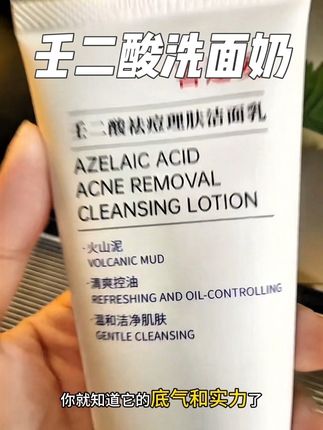 壬二酸洗面奶
壬二酸祛痘理肤洁面乳
AZELAIC ACID
ACNE REMOVAL
CLEANSING LOTION
·火山泥
VOLCANIC MUD
·清爽控油
REFRESHING AND OIL-CONTROLLING
·温和洁净肌肤
GENTLE CLEANSING
你就知道它的底气和实力了